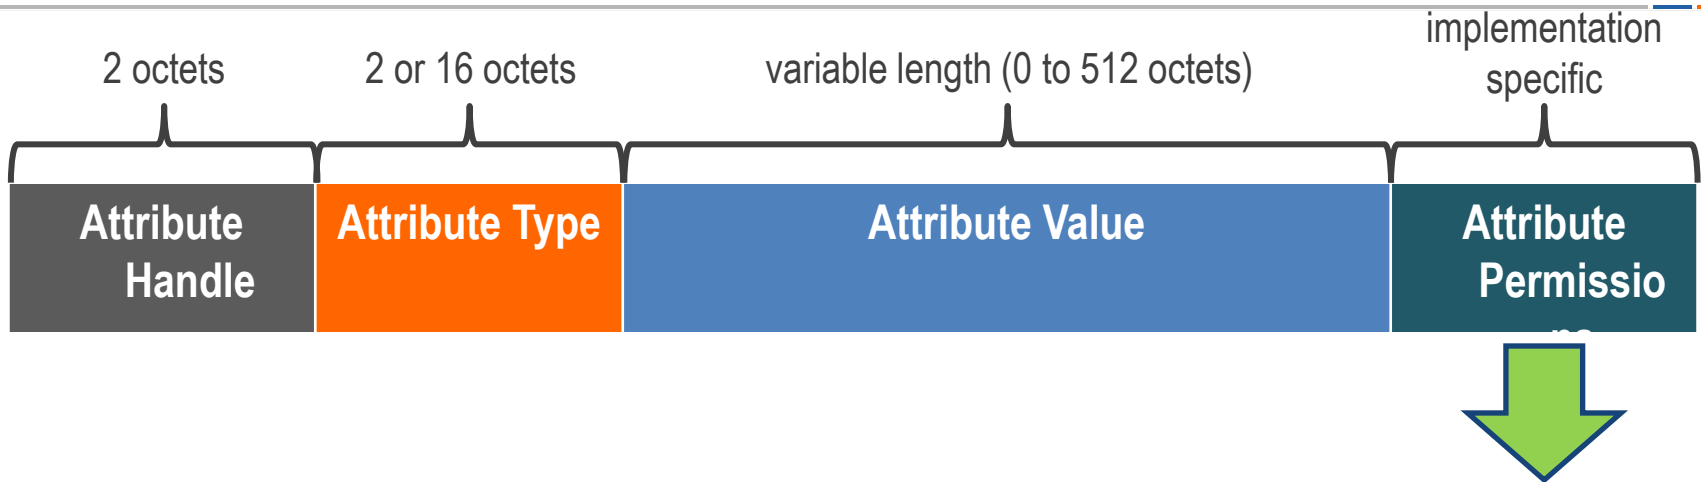 2 octets
2 or 16 octets
variable length (0 to 512 octets)
implementation
specific
Attribute
Handle
Attribute Type
Attribute Value
Attribute
Permissio
ns